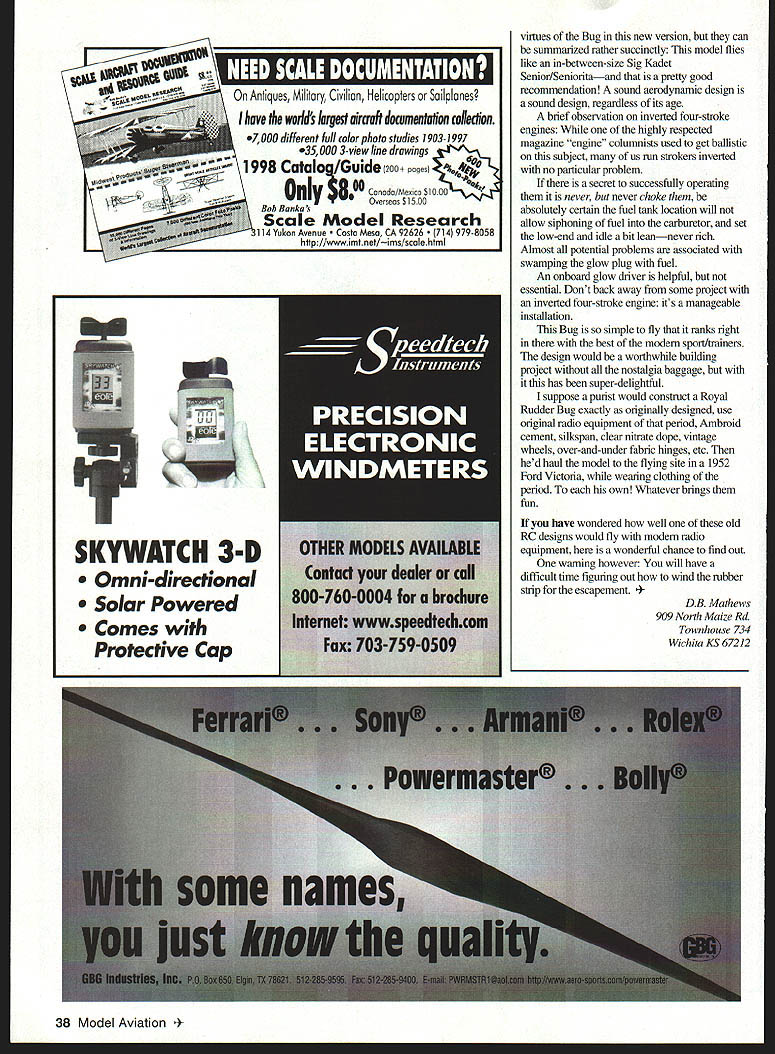 SCALE AIRCRAFT DOCUMENTATION
and RESOURCE GUIDE
$8.00
SCALE MODEL RESEARCH
Midwest Products' Super Stearman
World's Largest Collection of Aircraft Documentation
NEED SCALE DOCUMENTATION?
On Antiques, Military, Civilian, Helicopters or Sailplanes?
I have the world's largest aircraft documentation collection.
•7,000 different full color photo studies 1903-1997
•35,000 3-view line drawings
1998 Catalog/Guide (200+ pages)
600
NEW
Photo-Packs!
Only $8.00
Canada/Mexico $10.00
Overseas $15.00
Bob Banka's
Scale Model Research
3114 Yukon Avenue • Costa Mesa, CA 92626 • (714) 979-8058
http://www.imt.net/~ims/scale.html
33
eole
00
eole
SKYWATCH 3-D
• Omni-directional
• Solar Powered
• Comes with
Protective Cap
Speedtech
Instruments
PRECISION
ELECTRONIC
WINDMETERS
OTHER MODELS AVAILABLE
Contact your dealer or call
800-760-0004 for a brochure
Internet: www.speedtech.com
Fax: 703-759-0509
virtues of the Bug in this new version, but they can
be summarized rather succinctly: This model flies
like an in-between-size Sig Kadet
Senior/Seniorita—and that is a pretty good
recommendation! A sound aerodynamic design is
a sound design, regardless of its age.
A brief observation on inverted four-stroke
engines: While one of the highly respected
magazine "engine" columnists used to get ballistic
on this subject, many of us run strokers inverted
with no particular problem.
If there is a secret to successfully operating
them it is never, but never choke them, be
absolutely certain the fuel tank location will not
allow siphoning of fuel into the carburetor, and set
the low-end and idle a bit lean—never rich.
Almost all potential problems are associated with
swamping the glow plug with fuel.
An onboard glow driver is helpful, but not
essential. Don't back away from some project with
an inverted four-stroke engine: it's a manageable
installation.
This Bug is so simple to fly that it ranks right
in there with the best of the modern sport/trainers.
The design would be a worthwhile building
project without all the nostalgia baggage, but with
it this has been super-delightful.
I suppose a purist would construct a Royal
Rudder Bug exactly as originally designed, use
original radio equipment of that period, Ambroid
cement, silkspan, clear nitrate dope, vintage
wheels, over-and-under fabric hinges, etc. Then
he'd haul the model to the flying site in a 1952
Ford Victoria, while wearing clothing of the
period. To each his own! Whatever brings them
fun.
If you have wondered how well one of these old
RC designs would fly with modern radio
equipment, here is a wonderful chance to find out.
One warning however: You will have a
difficult time figuring out how to wind the rubber
strip for the escapement. ✈
D.B. Mathews
909 North Maize Rd.
Townhouse 734
Wichita KS 67212
Ferrari® . . . Sony® . . . Armani® . . . Rolex®
. . . Powermaster® . . . Bolly®
With some names,
you just know the quality.
GBG
GBG Industries, Inc. P.O. Box 650, Elgin, TX 78621. 512-285-9595. Fax: 512-285-9400. E-mail: PWRMSTR1@aol.com http://www.aero-sports.com/powermaster
38 Model Aviation ✈